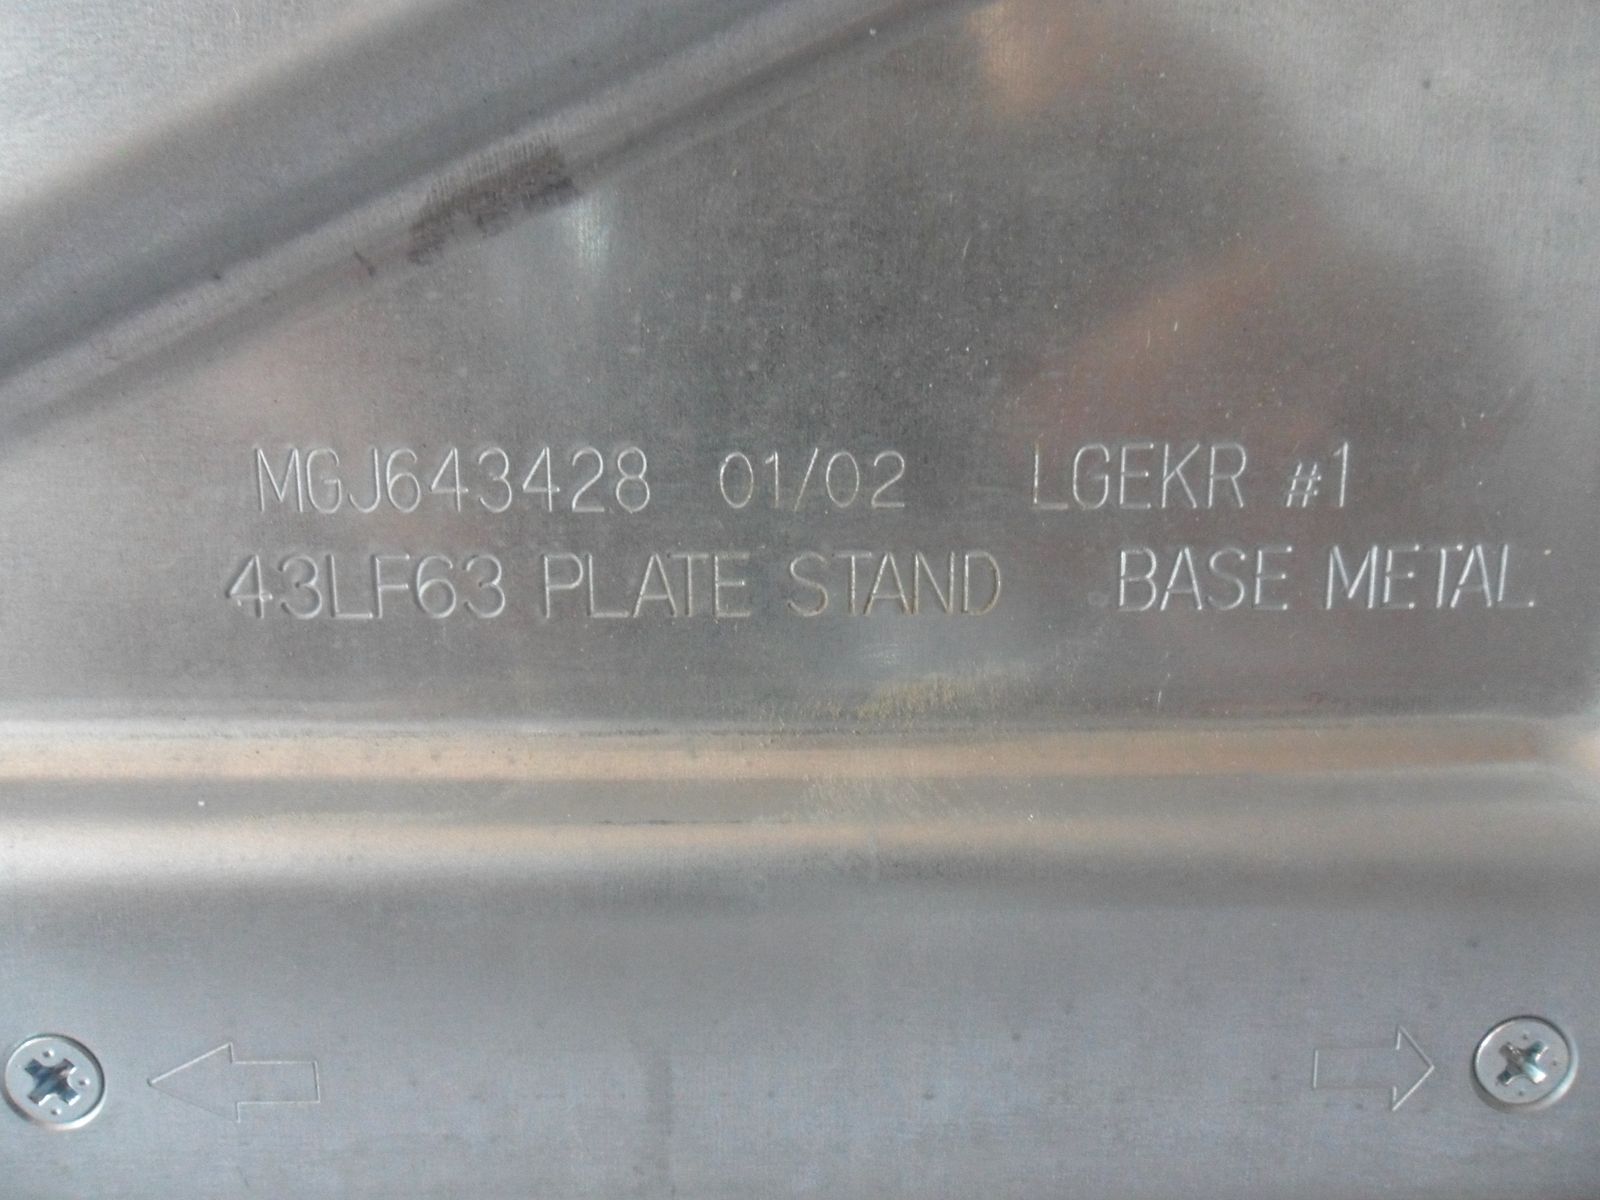 MGJ643428 01/02 LGEKR #1
43LF63 PLATE STAND BASE METAL